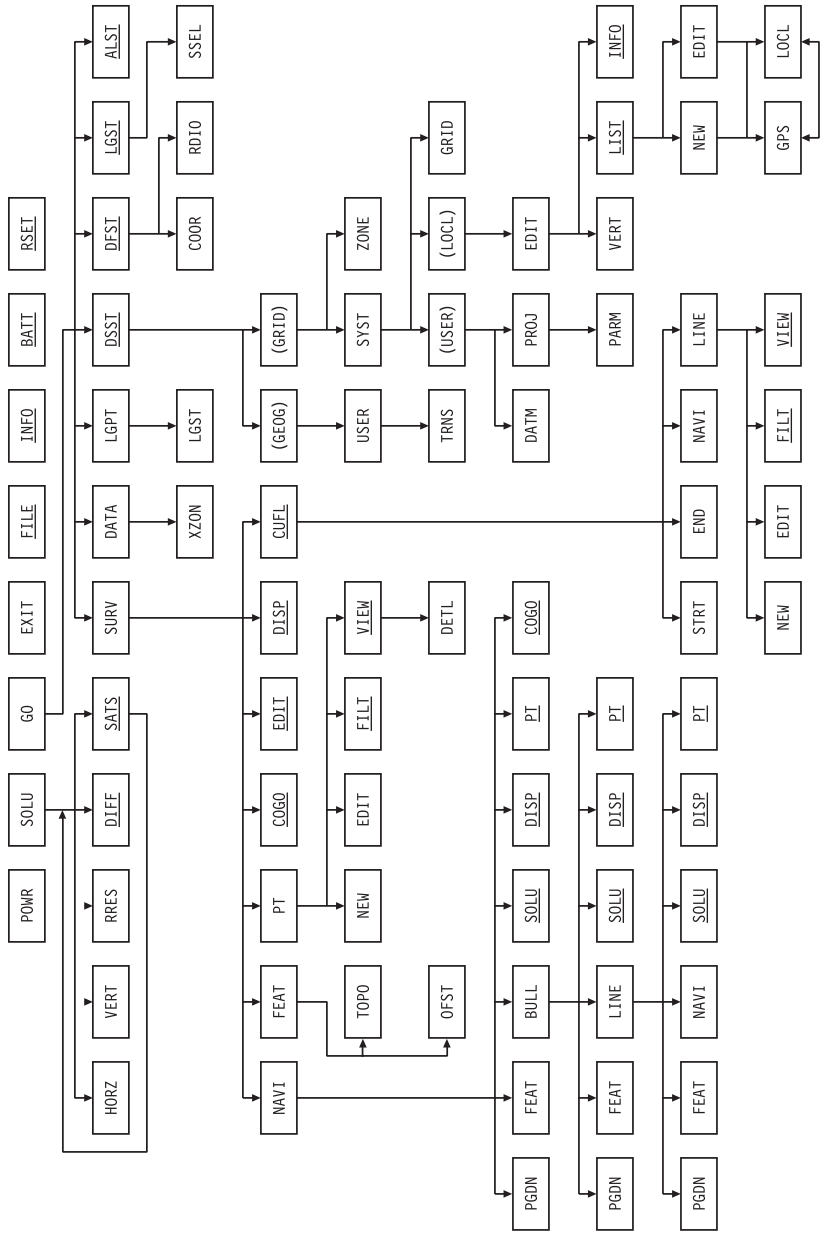 POWR SOLU GO EXIT FILE INFO BATT RSET
HORZ VERT RRES DIFF SATS SURV DATA LGPT DSST DFST LGST ALST
XZON LGST COOR RDIO SSEL
NAVI FEAT PT COGO EDIT DISP CUFL (GEOG) (GRID)
TOPO NEW EDIT FILT VIEW USER SYST ZONE
OFST DETL TRNS (USER) (LOCL) GRID
PGDN FEAT BULL SOLU DISP PT COGO DATM PROJ EDIT
PGDN FEAT LINE SOLU DISP PT PARM VERT LIST INFO
PGDN FEAT NAVI SOLU DISP PT STRT END NAVI LINE NEW EDIT
NEW EDIT FILT VIEW GPS LOCL